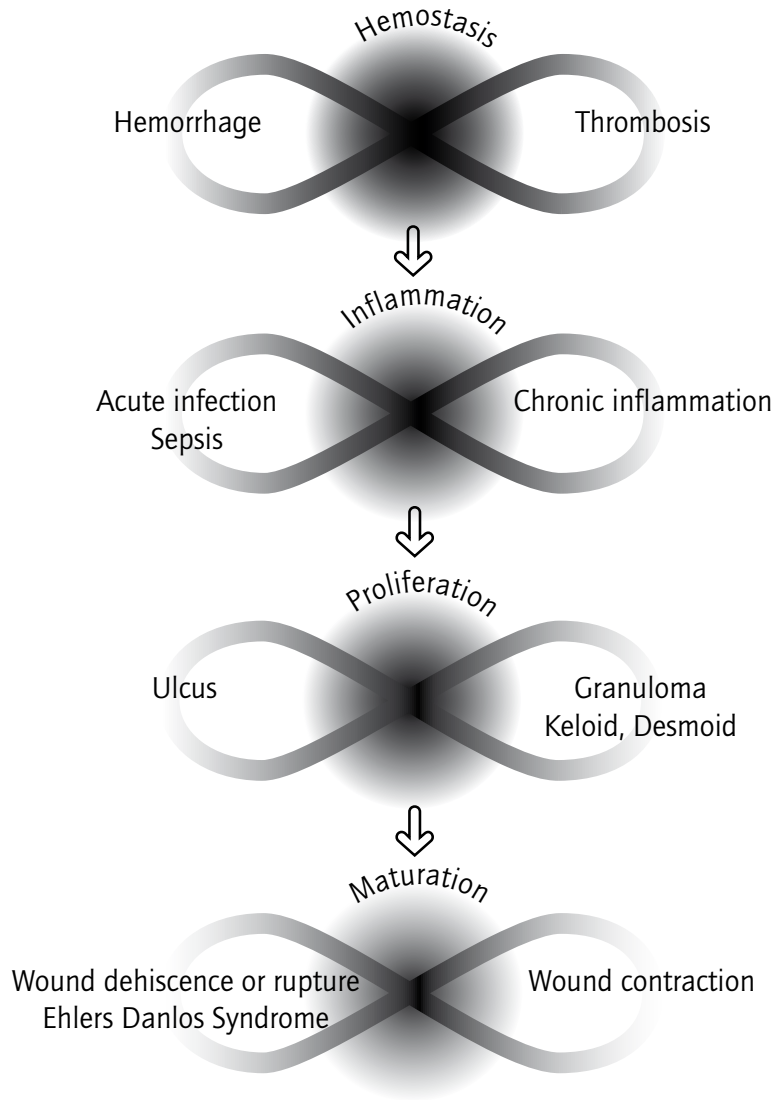 Hemostasis
Hemorrhage
Thrombosis
Inflammation
Acute infection
Sepsis
Chronic inflammation
Proliferation
Ulcus
Granuloma
Keloid, Desmoid
Maturation
Wound dehiscence or rupture
Ehlers Danlos Syndrome
Wound contraction